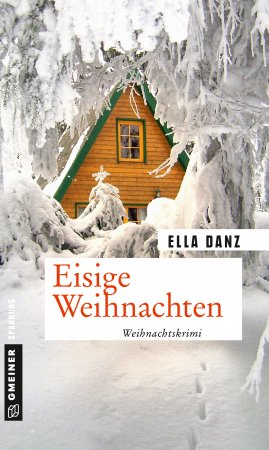 ELLA DANZ
Eisige
Weihnachten
Weihnachtskrimi
GMEINER
SPANNUNG